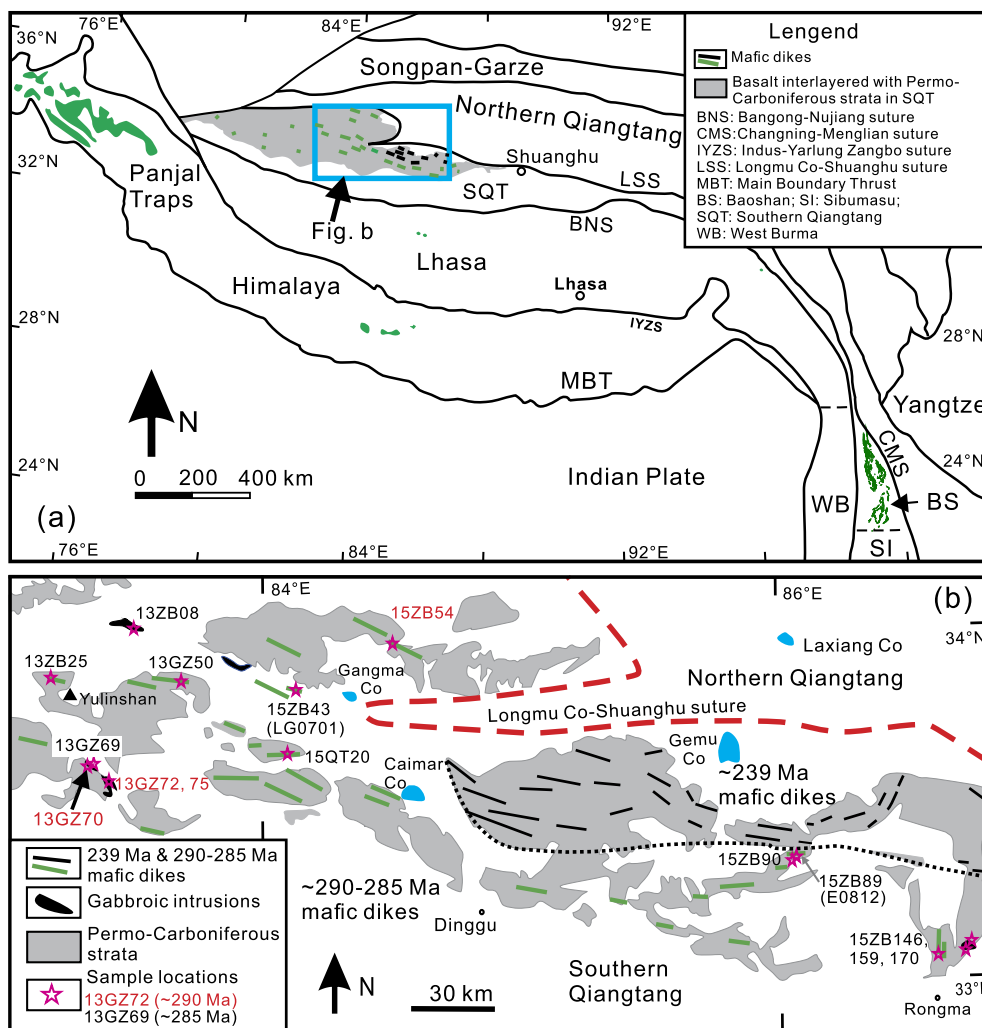 76°E
84°E
92°E
36°N
32°N
28°N
24°N
28°N
24°N
76°E
84°E
92°E
Songpan-Garze
Northern Qiangtang
Shuanghu
SQT
LSS
BNS
Panjal
Traps
Fig. b
Lhasa
Lhasa
Himalaya
IYZS
MBT
N
0 200 400 km
Indian Plate
Yangtze
CMS
WB
BS
SI
(a)
Lengend
Mafic dikes
Basalt interlayered with Permo-
Carboniferous strata in SQT
BNS: Bangong-Nujiang suture
CMS:Changning-Menglian suture
IYZS: Indus-Yarlung Zangbo suture
LSS: Longmu Co-Shuanghu suture
MBT: Main Boundary Thrust
BS: Baoshan; SI: Sibumasu;
SQT: Southern Qiangtang
WB: West Burma
84°E
86°E
(b)
34°N
33°N
13ZB08
15ZB54
13ZB25
13GZ50
Gangma
Co
Laxiang Co
Northern Qiangtang
Yulinshan
15ZB43
(LG0701)
Longmu Co-Shuanghu suture
13GZ69
15QT20
Caimar
Co
Gemu
Co
~239 Ma
mafic dikes
13GZ72, 75
13GZ70
15ZB90
15ZB89
(E0812)
~290-285 Ma
mafic dikes
Dinggu
15ZB146,
159, 170
Southern
Qiangtang
Rongma
N
30 km
239 Ma & 290-285 Ma
mafic dikes
Gabbroic intrusions
Permo-Carboniferous
strata
Sample locations
13GZ72 (~290 Ma)
13GZ69 (~285 Ma)